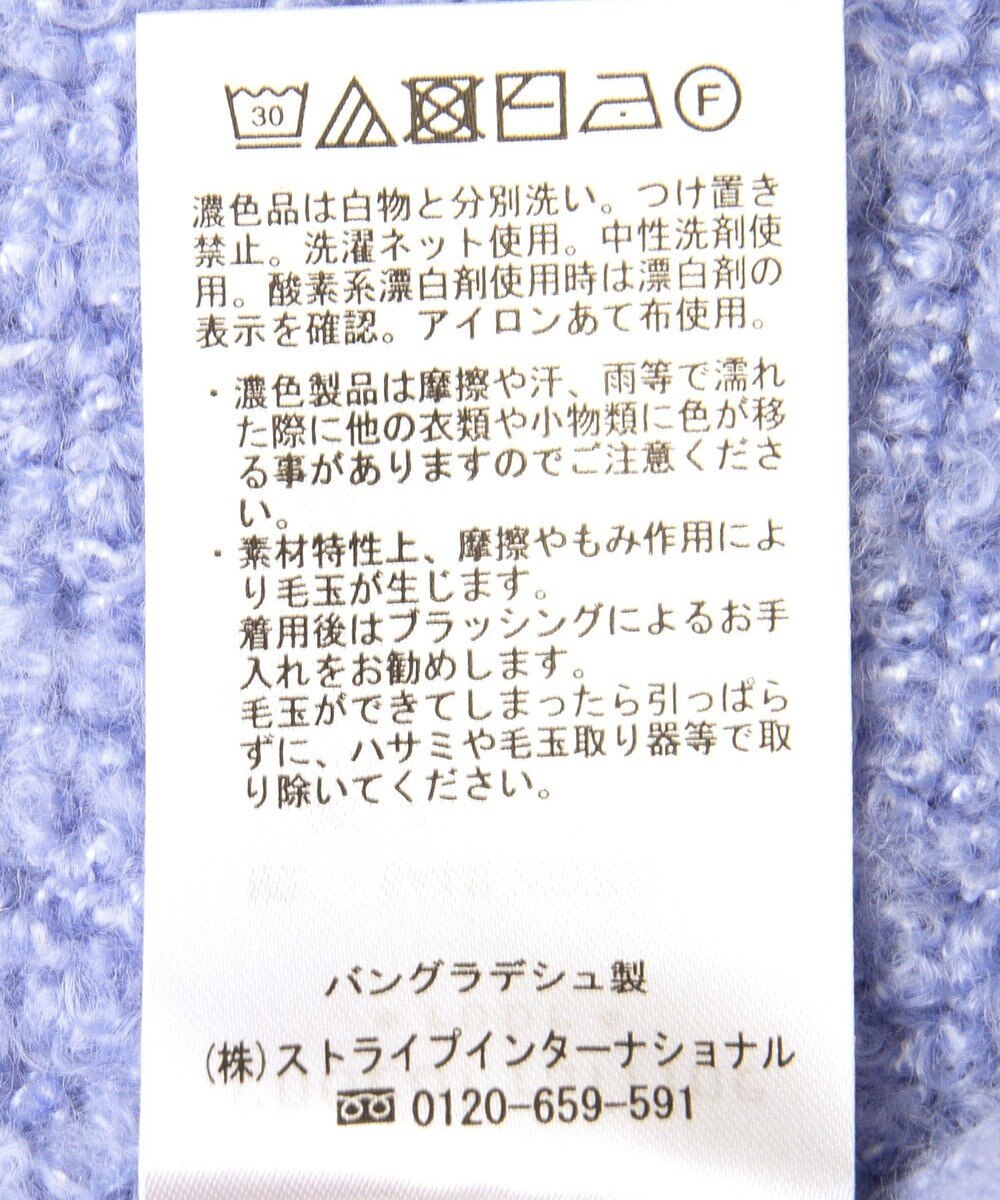 30 F
濃色品は白物と分別洗い。つけ置き
禁止。洗濯ネット使用。中性洗剤使
用。酸素系漂白剤使用時は漂白剤の
表示を確認。アイロンあて布使用。
・濃色製品は摩擦や汗、雨等で濡れ
た際に他の衣類や小物類に色が移
る事がありますのでご注意くださ
い。
・素材特性上、摩擦やもみ作用によ
り毛玉が生じます。
着用後はブラッシングによるお手
入れをお勧めします。
毛玉ができてしまったら引っぱら
ずに、ハサミや毛玉取り器等で取
り除いてください。
バングラデシュ製
(株)ストライプインターナショナル
0120-659-591